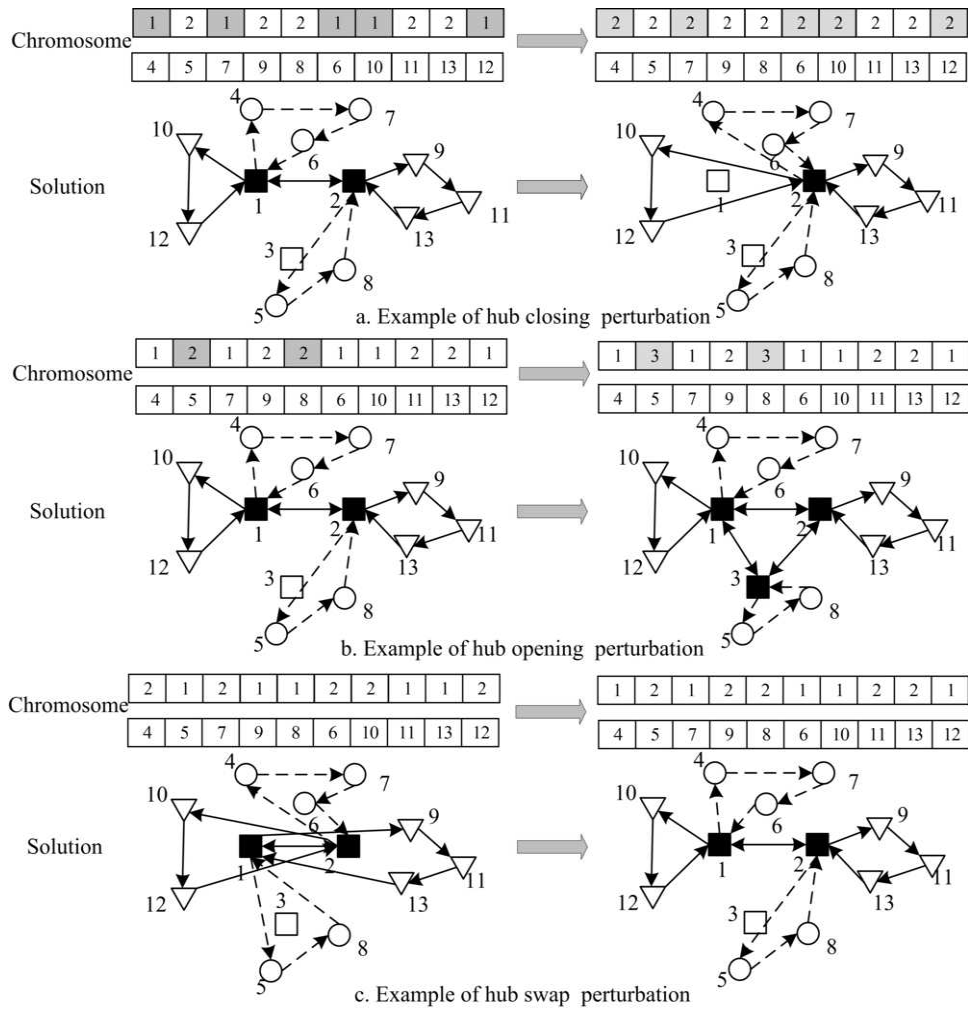 1 2 1 2 2 1 1 2 2 1 2 2 2 2 2 2 2 2 2 2
Chromosome
4 5 7 9 8 6 10 11 13 12 4 5 7 9 8 6 10 11 13 12
4 7 4 7
10 6 9 10 6 9
Solution
1 2 11 1 2 11
12 3 13 12 3 13
8 8
5 5
a. Example of hub closing perturbation
1 2 1 2 2 1 1 2 2 1 1 3 1 2 3 1 1 2 2 1
Chromosome
4 5 7 9 8 6 10 11 13 12 4 5 7 9 8 6 10 11 13 12
4 7 4 7
10 6 9 10 6 9
Solution
1 2 11 1 2 11
12 3 13 12 3 13
8 8
5 5
b. Example of hub opening perturbation
2 1 2 1 1 2 2 1 1 2 1 2 1 2 2 1 1 2 2 1
Chromosome
4 5 7 9 8 6 10 11 13 12 4 5 7 9 8 6 10 11 13 12
4 7 4 7
10 6 9 10 6 9
Solution
1 2 11 1 2 11
12 3 13 12 3 13
8 8
5 5
c. Example of hub swap perturbation